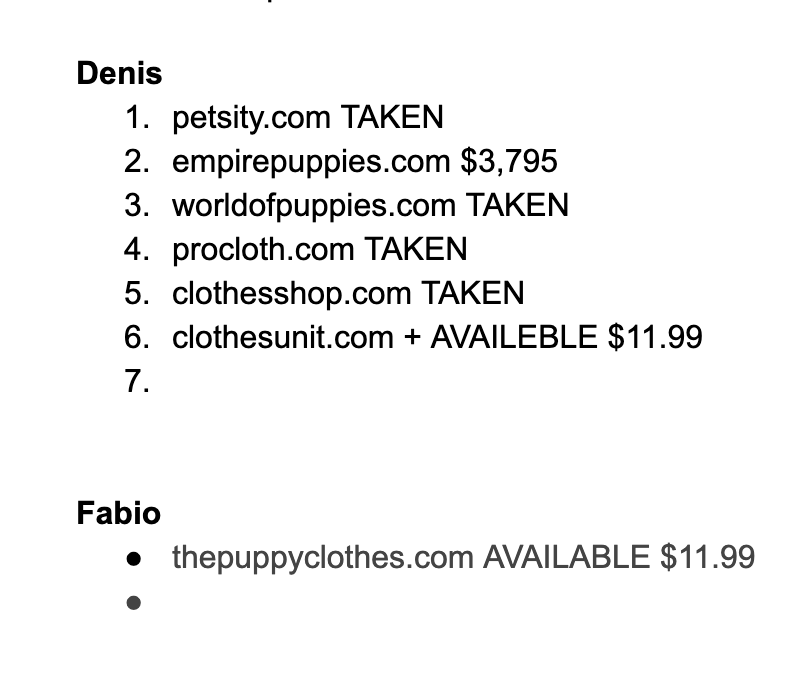 Denis
1. petsity.com TAKEN
2. empirepuppies.com $3,795
3. worldofpuppies.com TAKEN
4. procloth.com TAKEN
5. clothesshop.com TAKEN
6. clothesunit.com + AVAILEBLE $11.99
7.
Fabio
● thepuppyclothes.com AVAILABLE $11.99
●